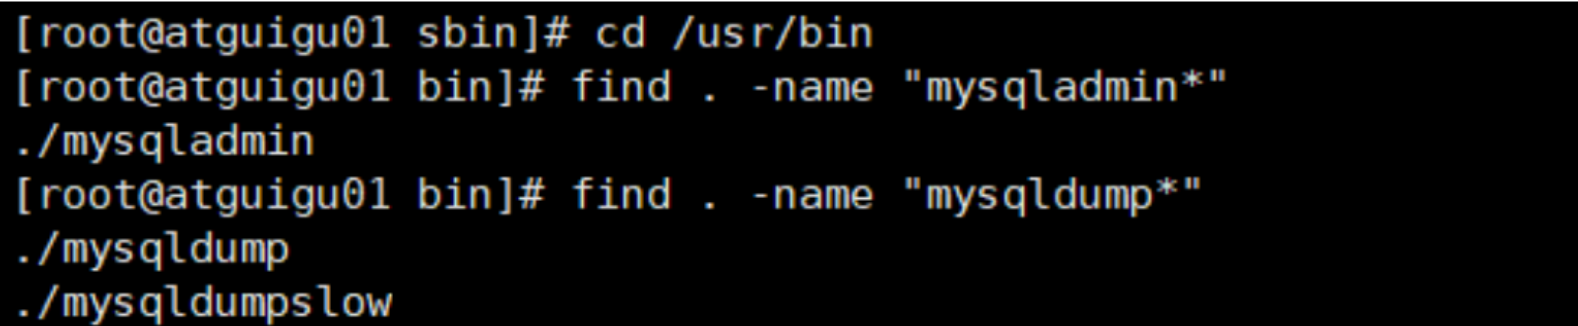 [root@atguigu01 sbin]# cd /usr/bin
[root@atguigu01 bin]# find . -name "mysqladmin*"
./mysqladmin
[root@atguigu01 bin]# find . -name "mysqldump*"
./mysqldump
./mysqldumpslow